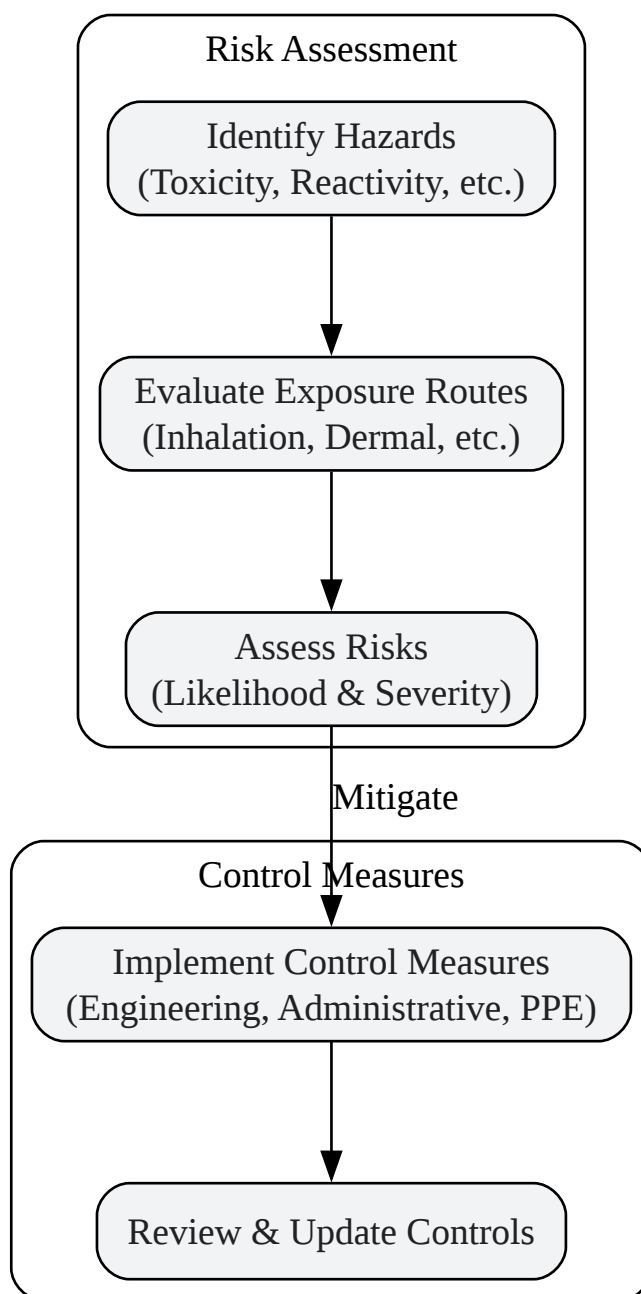 Risk Assessment
Identify Hazards
(Toxicity, Reactivity, etc.)
Evaluate Exposure Routes
(Inhalation, Dermal, etc.)
Assess Risks
(Likelihood & Severity)
Mitigate
Control Measures
Implement Control Measures
(Engineering, Administrative, PPE)
Review & Update Controls